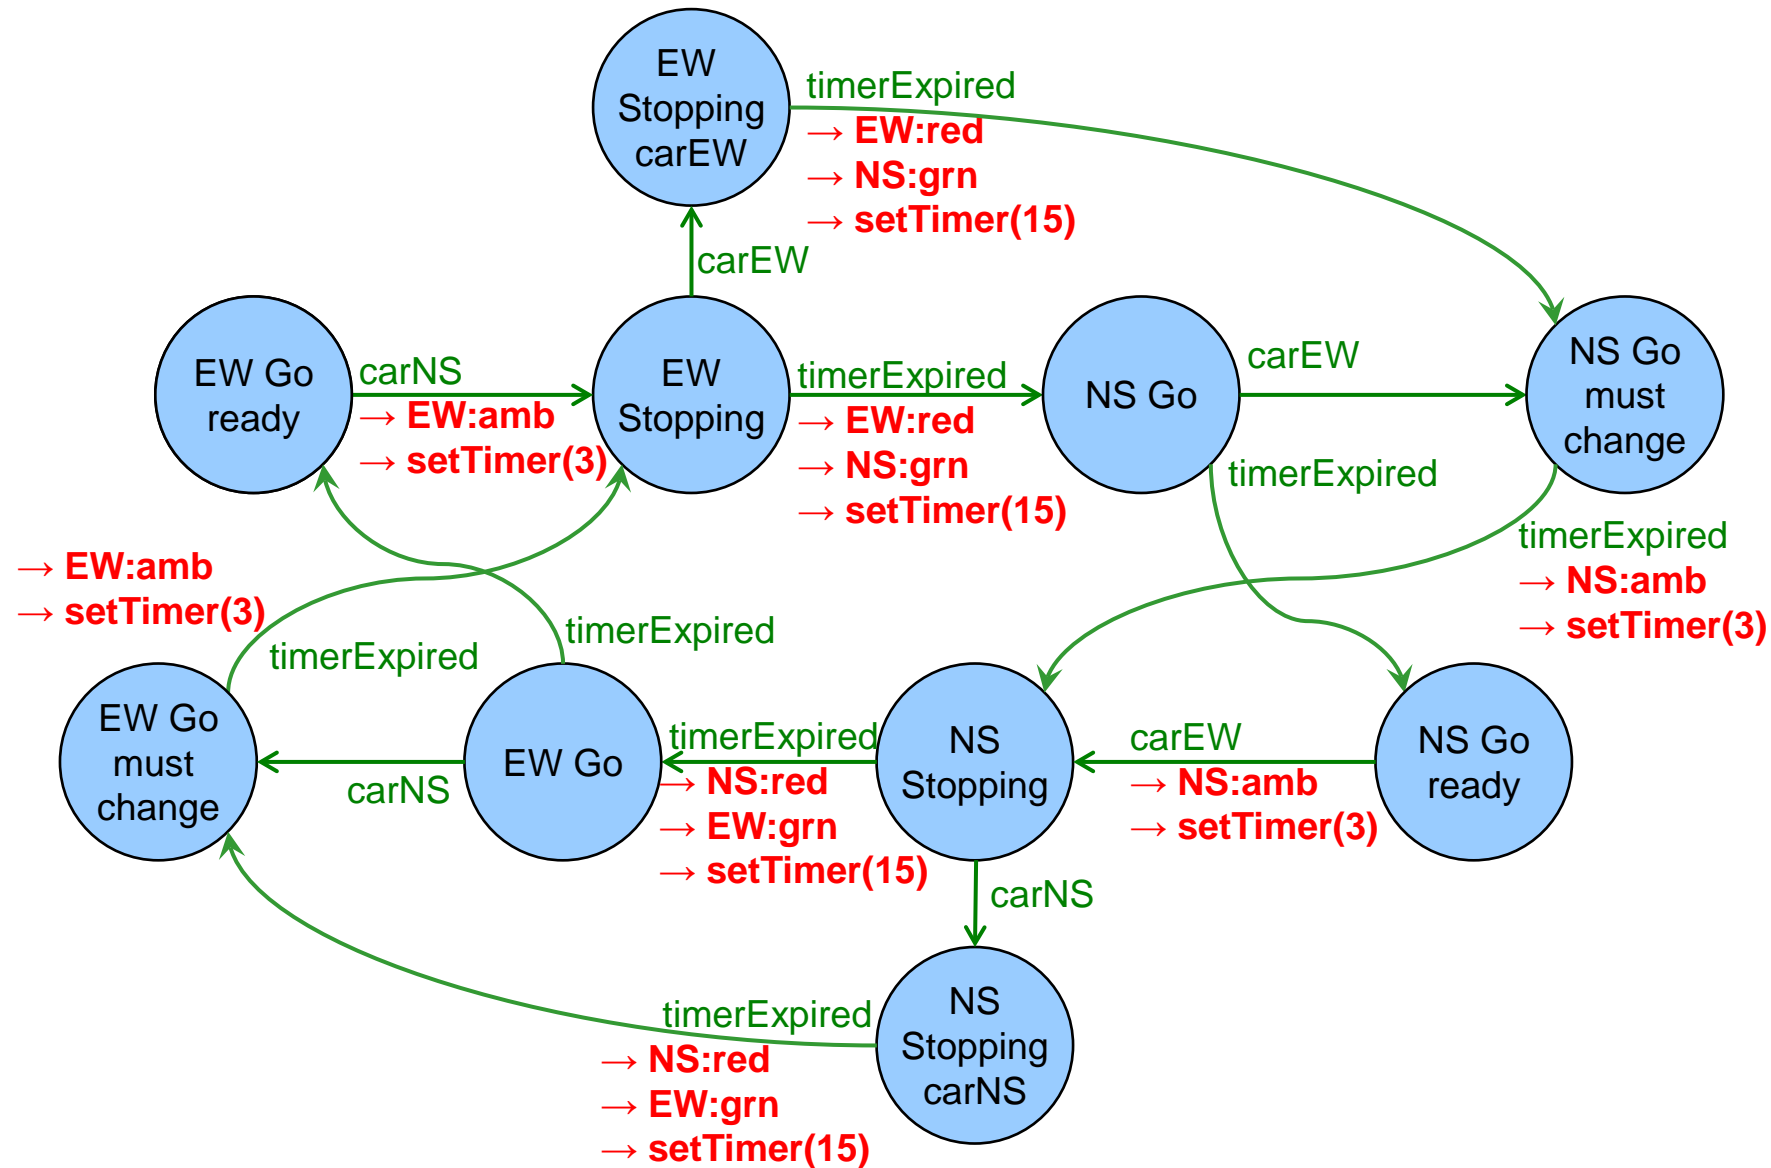 EW
Stopping
carEW
timerExpired
→ EW:red
→ NS:grn
→ setTimer(15)
carEW
EW Go
ready
carNS
→ EW:amb
→ setTimer(3)
EW
Stopping
timerExpired
→ EW:red
→ NS:grn
→ setTimer(15)
NS Go
carEW
NS Go
must
change
timerExpired
timerExpired
→ NS:amb
→ setTimer(3)
→ EW:amb
→ setTimer(3)
timerExpired
timerExpired
EW Go
must
change
carNS
EW Go
timerExpired
→ NS:red
→ EW:grn
→ setTimer(15)
NS
Stopping
carEW
→ NS:amb
→ setTimer(3)
NS Go
ready
carNS
timerExpired
→ NS:red
→ EW:grn
→ setTimer(15)
NS
Stopping
carNS